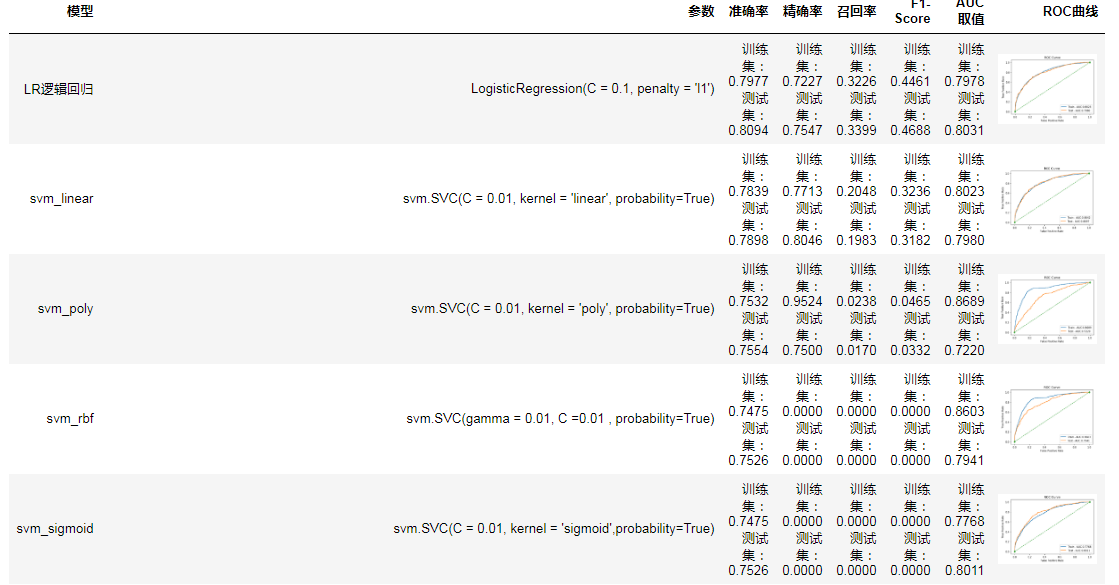 模型 参数 准确率 精确率 召回率 F1-Score AUC取值 ROC曲线
LR逻辑回归 LogisticRegression(C = 0.1, penalty = 'l1') 训练集：0.7977 测试集：0.8094 训练集：0.7227 测试集：0.7547 训练集：0.3226 测试集：0.3399 训练集：0.4461 测试集：0.4688 训练集：0.7978 测试集：0.8031
svm_linear svm.SVC(C = 0.01, kernel = 'linear', probability=True) 训练集：0.7839 测试集：0.7898 训练集：0.7713 测试集：0.8046 训练集：0.2048 测试集：0.1983 训练集：0.3236 测试集：0.3182 训练集：0.8023 测试集：0.7980
svm_poly svm.SVC(C = 0.01, kernel = 'poly', probability=True) 训练集：0.7532 测试集：0.7554 训练集：0.9524 测试集：0.7500 训练集：0.0238 测试集：0.0170 训练集：0.0465 测试集：0.0332 训练集：0.8689 测试集：0.7220
svm_rbf svm.SVC(gamma = 0.01, C =0.01 , probability=True) 训练集：0.7475 测试集：0.7526 训练集：0.0000 测试集：0.0000 训练集：0.0000 测试集：0.0000 训练集：0.0000 测试集：0.0000 训练集：0.8603 测试集：0.7941
svm_sigmoid svm.SVC(C = 0.01, kernel = 'sigmoid',probability=True) 训练集：0.7475 测试集：0.7526 训练集：0.0000 测试集：0.0000 训练集：0.0000 测试集：0.0000 训练集：0.0000 测试集：0.0000 训练集：0.7768 测试集：0.8011